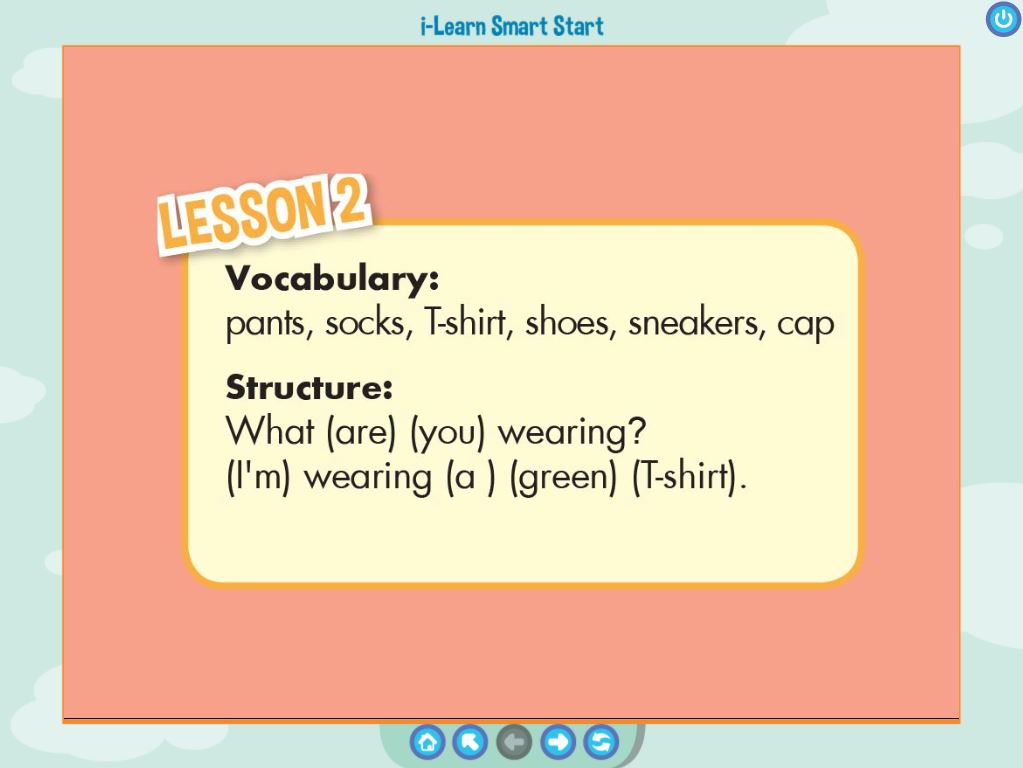 i-Learn Smart Start
LESSON 2
Vocabulary:
pants, socks, T-shirt, shoes, sneakers, cap
Structure:
What (are) (you) wearing?
(I'm) wearing (a ) (green) (T-shirt).